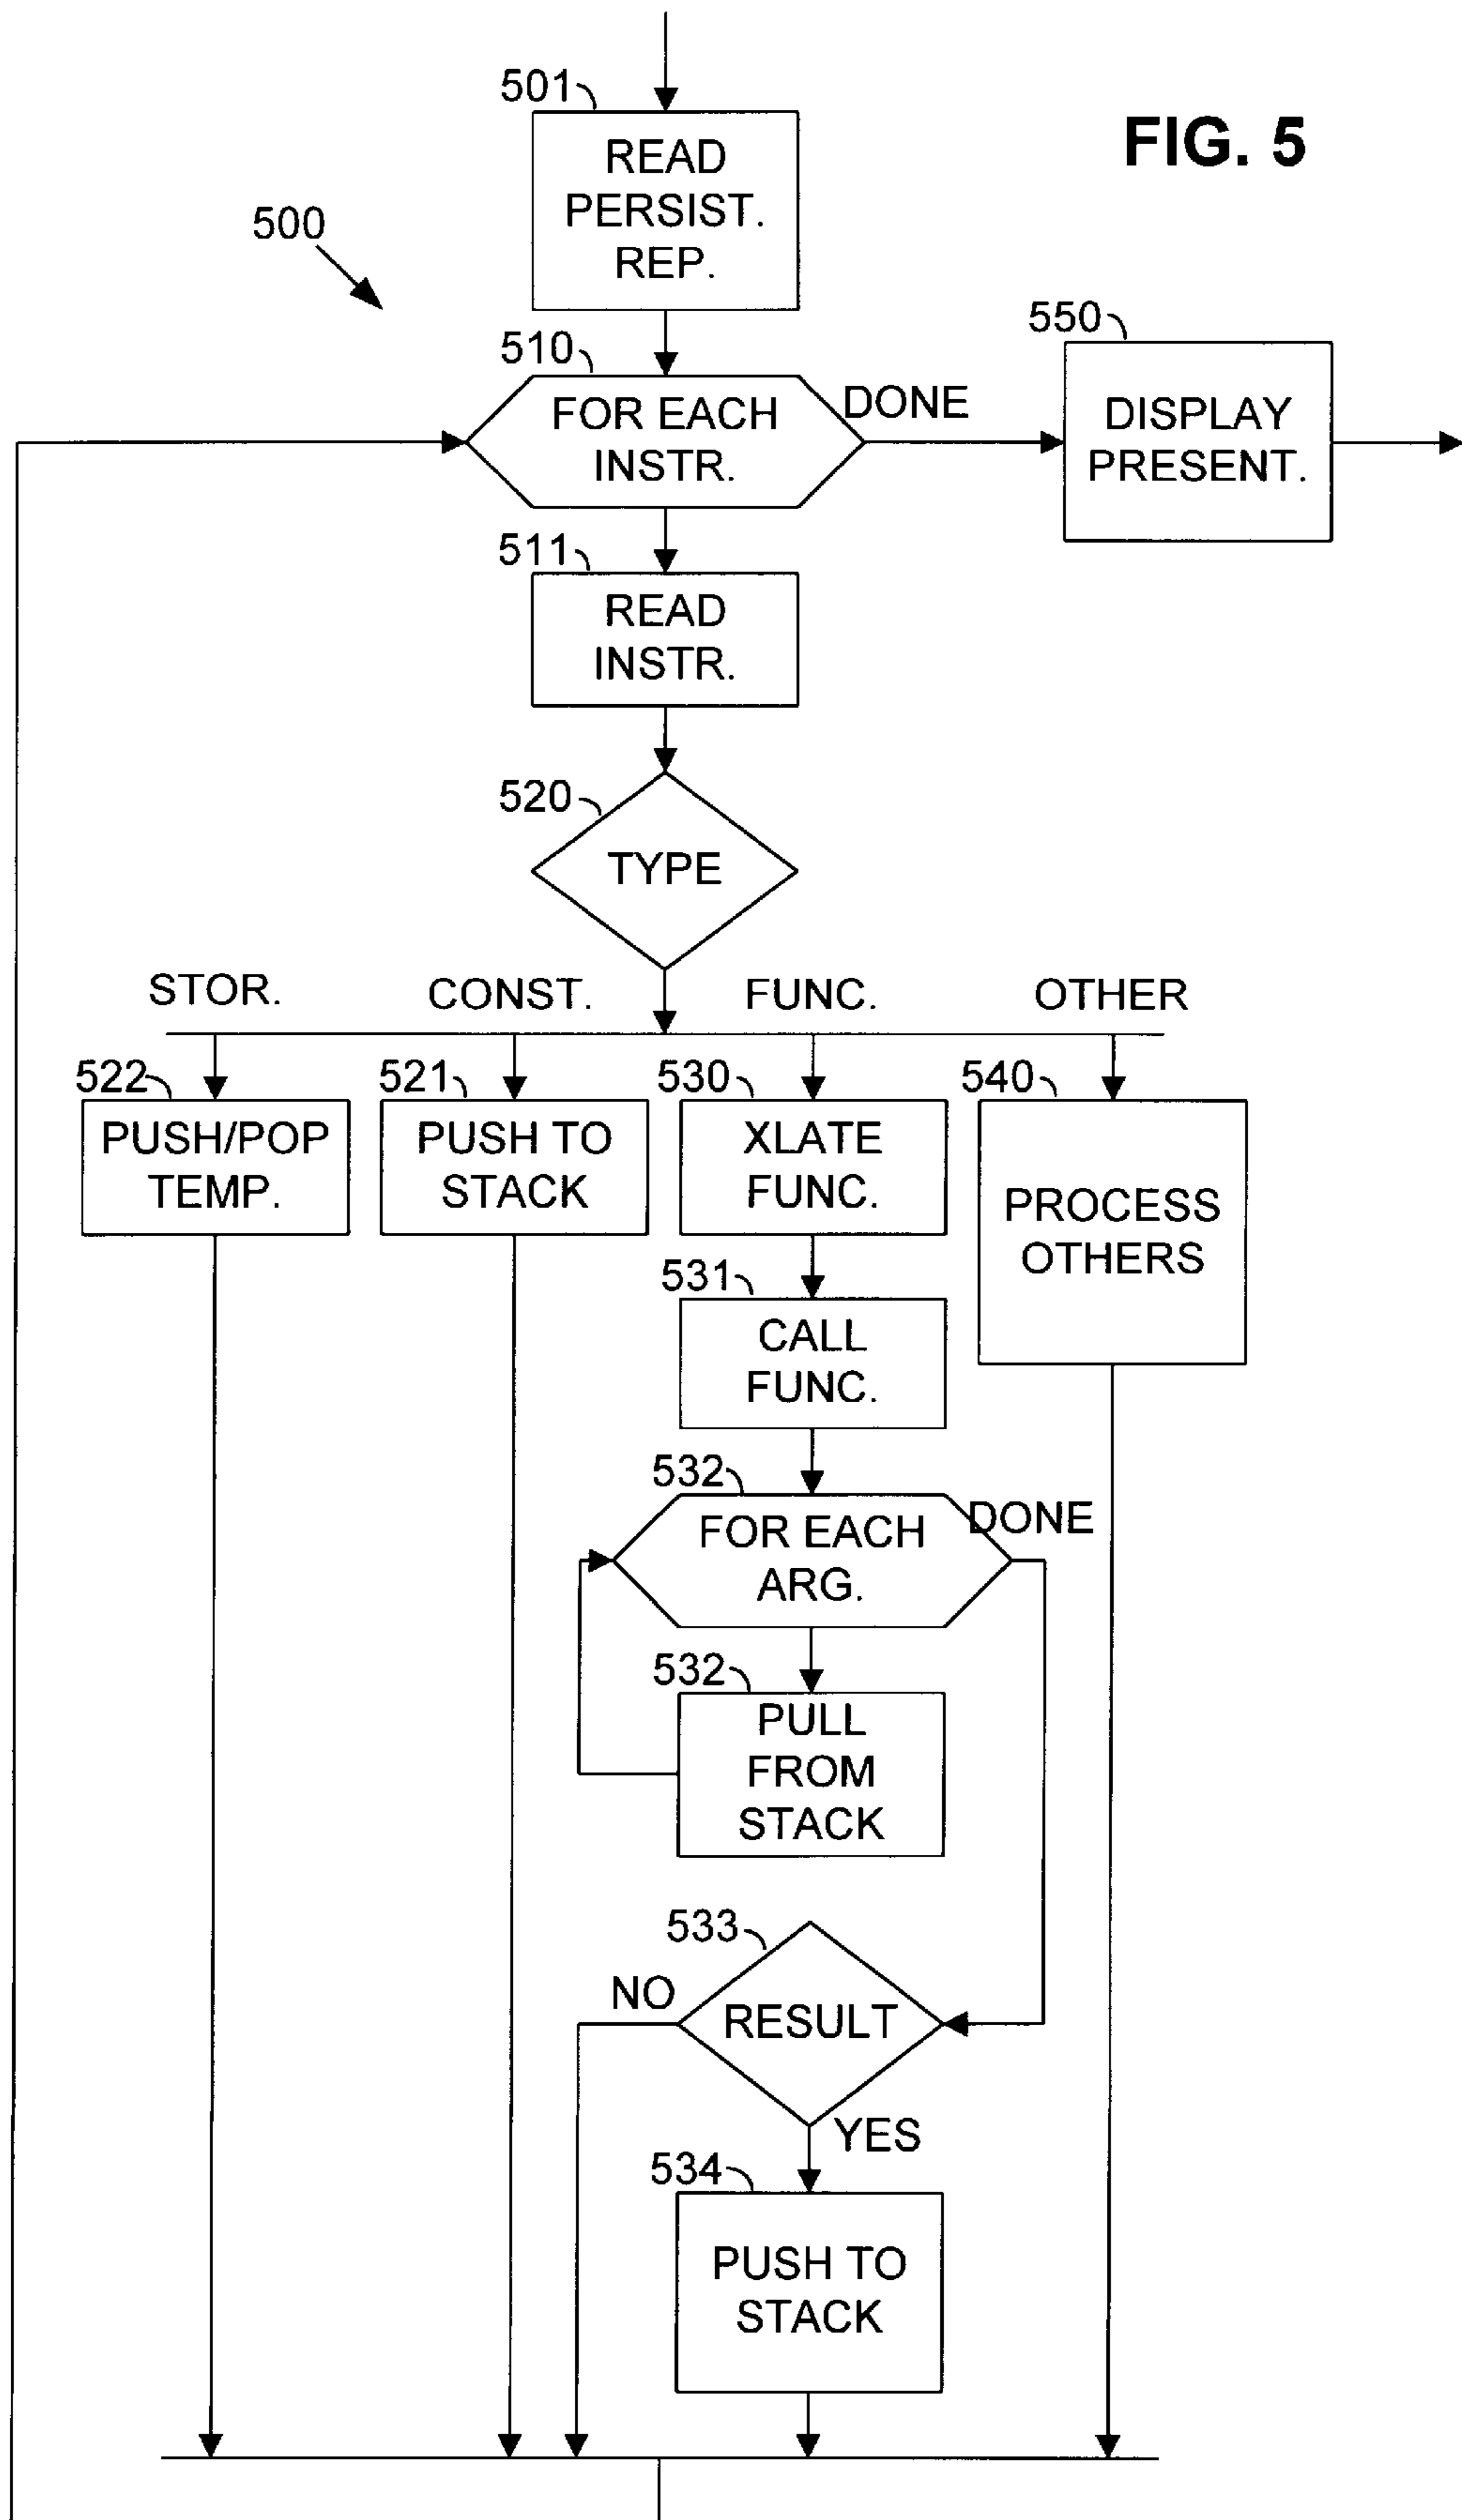 501
FIG. 5
READ
PERSIST.
REP.
500
550
510
FOR EACH
INSTR.
DONE
DISPLAY
PRESENT.
511
READ
INSTR.
520
TYPE
STOR.
CONST.
FUNC.
OTHER
522
521
530
540
PUSH/POP
TEMP.
PUSH TO
STACK
XLATE
FUNC.
PROCESS
OTHERS
531
CALL
FUNC.
532
FOR EACH
ARG.
DONE
532
PULL
FROM
STACK
533
NO
RESULT
YES
534
PUSH TO
STACK